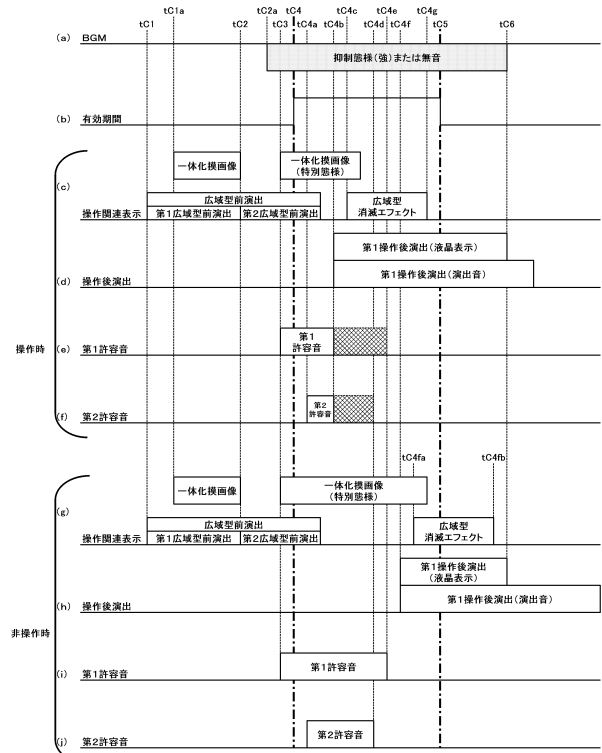 tC1a
tC2a
tC4
tC4c
tC4g
tC1
tC2
tC3
tC4a
tC4b
tC4d
tC4e
tC4f
tC5
tC6
(a) BGM
抑制態様(強)または無音
(b) 有効期間
操作時
(c)
一体化模画像
一体化模画像
(特別態様)
広域型前演出
広域型
消滅エフェクト
操作関連表示
第1広域型前演出
第2広域型前演出
第1操作後演出(液晶表示)
第1操作後演出(演出音)
(d) 操作後演出
第1
許容音
(e) 第1許容音
第2
許容音
(f) 第2許容音
非操作時
tC4fa
tC4fb
(g)
一体化模画像
一体化模画像
(特別態様)
広域型前演出
広域型
消滅エフェクト
操作関連表示
第1広域型前演出
第2広域型前演出
第1操作後演出
(液晶表示)
第1操作後演出(演出音)
(h) 操作後演出
第1許容音
(i) 第1許容音
第2許容音
(j) 第2許容音